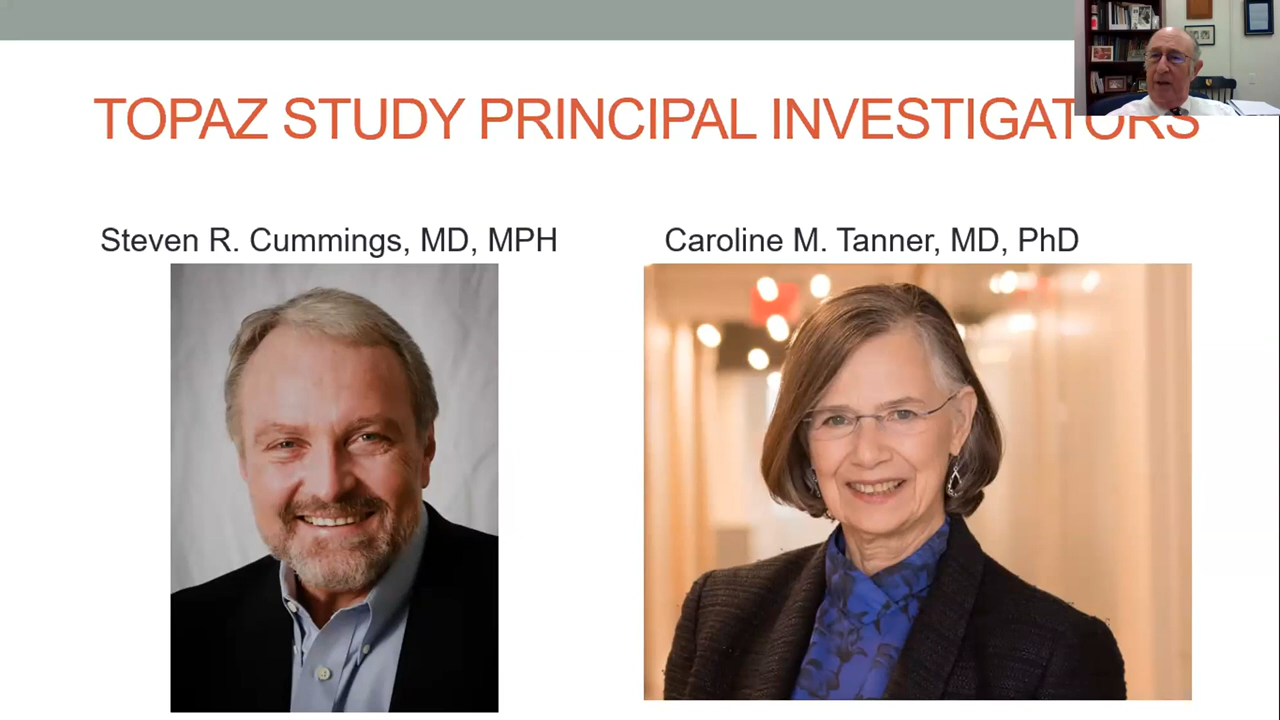 TOPAZ STUDY PRINCIPAL INVESTIGATORS
Steven R. Cummings, MD, MPH
Caroline M. Tanner, MD, PhD